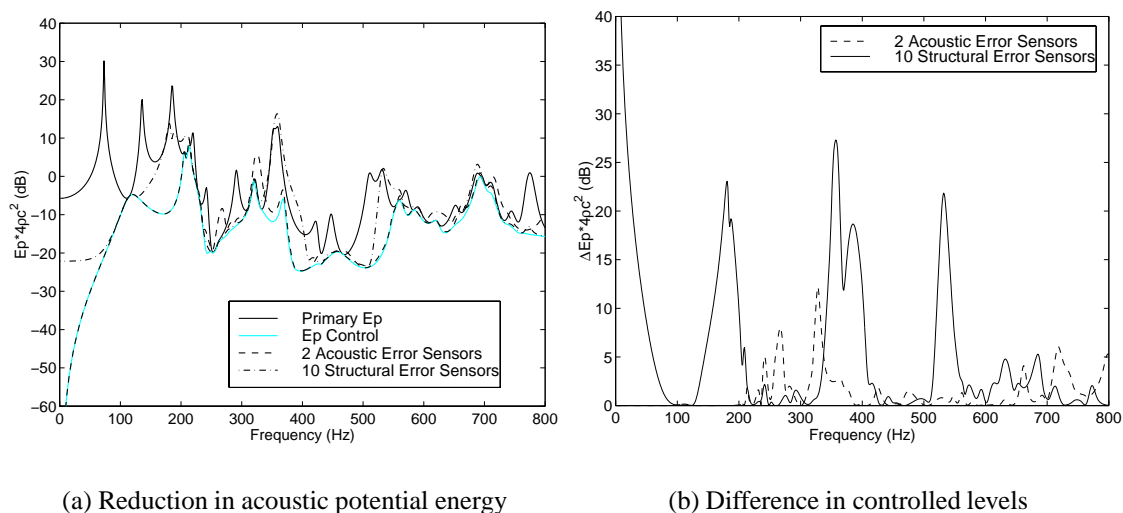 40
30
20
10
0
−10
−20
−30
−40
−50
−60
Ep*4ρc² (dB)
0 100 200 300 400 500 600 700 800
Frequency (Hz)
Primary Ep
Ep Control
2 Acoustic Error Sensors
10 Structural Error Sensors
(a) Reduction in acoustic potential energy
40
35
30
25
20
15
10
5
0
ΔEp*4ρc² (dB)
0 100 200 300 400 500 600 700 800
Frequency (Hz)
2 Acoustic Error Sensors
10 Structural Error Sensors
(b) Difference in controlled levels